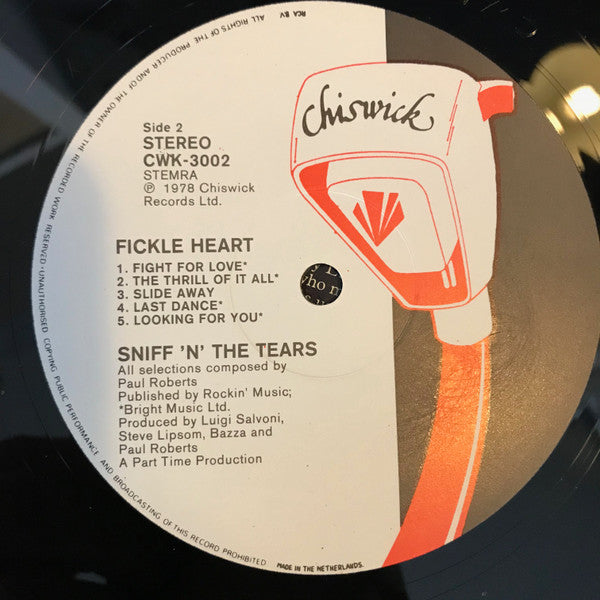 chiswick
Side 2
STEREO
CWK-3002
STEMRA
℗ 1978 Chiswick
Records Ltd.
FICKLE HEART
1. FIGHT FOR LOVE*
2. THE THRILL OF IT ALL*
3. SLIDE AWAY
4. LAST DANCE*
5. LOOKING FOR YOU*
SNIFF 'N' THE TEARS
All selections composed by
Paul Roberts
Published by Rockin' Music;
*Bright Music Ltd.
Produced by Luigi Salvoni,
Steve Lipsom, Bazza and
Paul Roberts
A Part Time Production
RCA BV ALL RIGHTS OF THE PRODUCER AND OF THE OWNER OF THE RECORDED WORK RESERVED·UNAUTHORISED COPYING PUBLIC PERFORMANCE AND BROADCASTING OF THIS RECORD PROHIBITED
MADE IN THE NETHERLANDS.